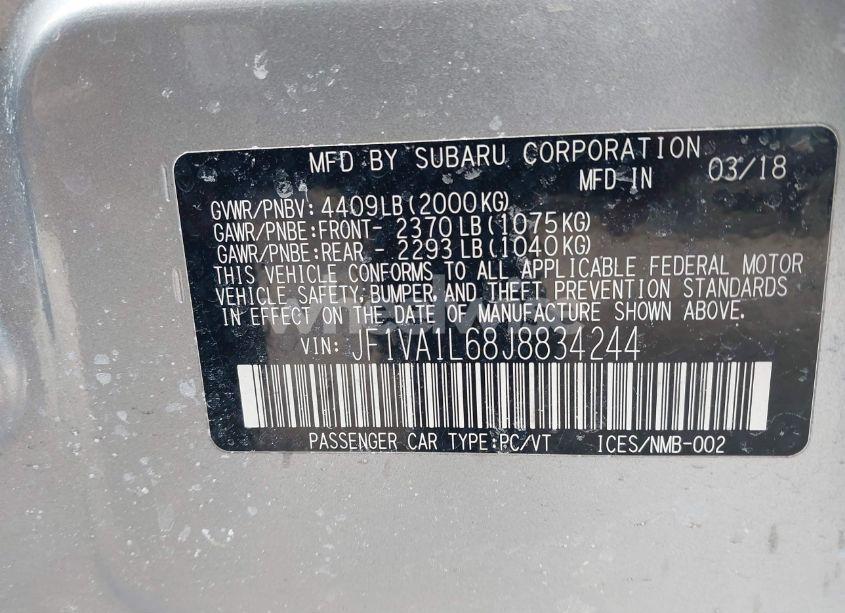 MFD BY SUBARU CORPORATION
MFD IN 03/18
GVWR/PNBV: 4409LB (2000KG)
GAWR/PNBE:FRONT- 2370 LB (1075KG)
GAWR/PNBE:REAR - 2293 LB (1040KG)
THIS VEHICLE CONFORMS TO ALL APPLICABLE FEDERAL MOTOR
VEHICLE SAFETY, BUMPER, AND THEFT PREVENTION STANDARDS
IN EFFECT ON THE DATE OF MANUFACTURE SHOWN ABOVE.
VIN: JF1VA1L68J8834244
PASSENGER CAR TYPE:PC/VT ICES/NMB-002